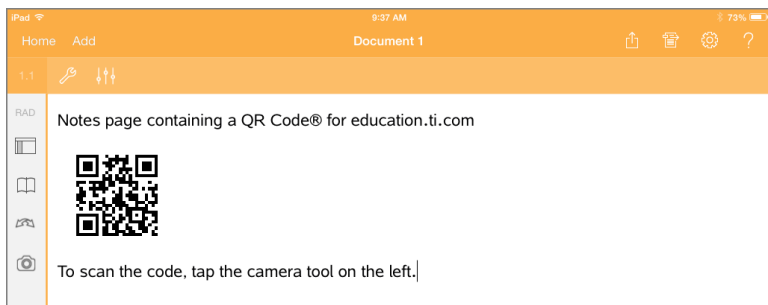 iPad 9:37 AM 73%
Home Add Document 1 ?
1.1
RAD
Notes page containing a QR Code® for education.ti.com
To scan the code, tap the camera tool on the left.